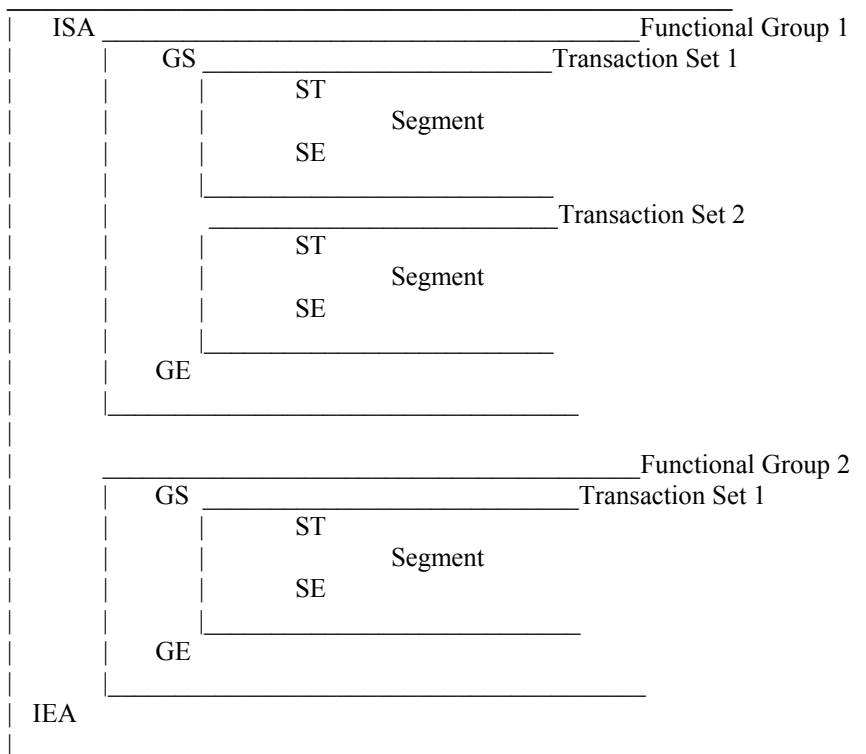 ISA Functional Group 1
GS Transaction Set 1
ST
Segment
SE
Transaction Set 2
ST
Segment
SE
GE
Functional Group 2
GS Transaction Set 1
ST
Segment
SE
GE
IEA